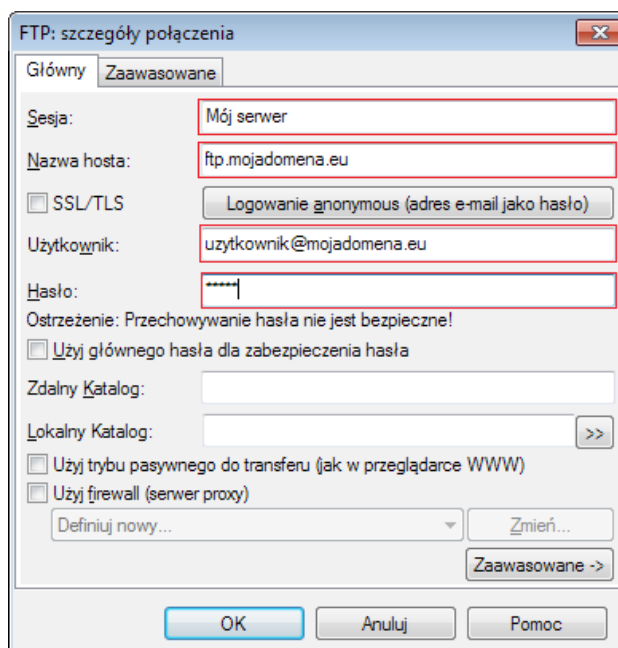 FTP: szczegóły połączenia
Główny Zaawasowane
Sesja: Mój serwer
Nazwa hosta: ftp.mojadomena.eu
SSL/TLS Logowanie anonymous (adres e-mail jako hasło)
Użytkownik: uzytkownik@mojadomena.eu
Hasło: *****
Ostrzeżenie: Przechowywanie hasła nie jest bezpieczne!
Użyj głównego hasła dla zabezpieczenia hasła
Zdalny Katalog:
Lokalny Katalog: >>
Użyj trybu pasywnego do transferu (jak w przeglądarce WWW)
Użyj firewall (serwer proxy)
Definiuj nowy... Zmień...
Zaawasowane ->
OK Anuluj Pomoc